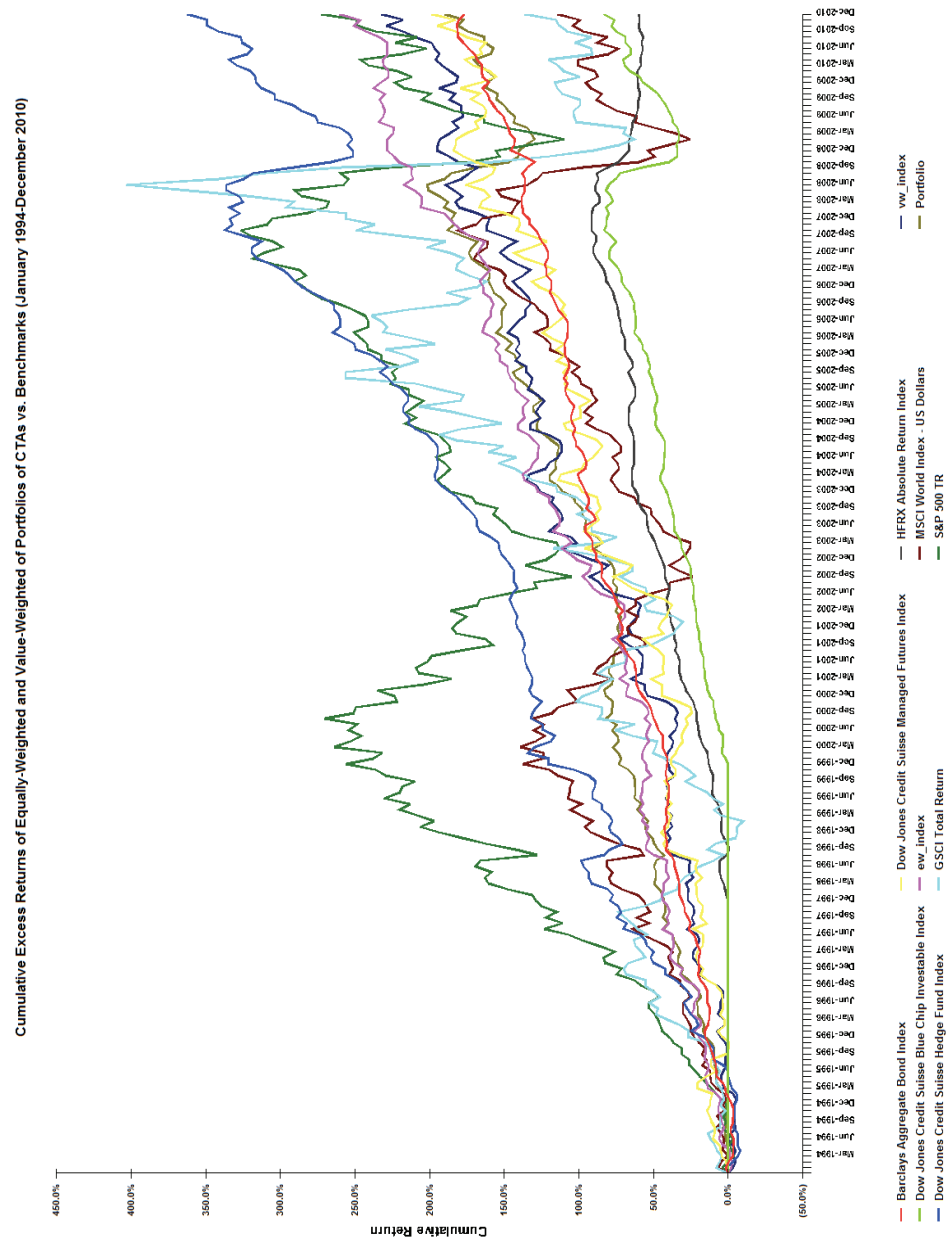 Cumulative Excess Returns of Equally-Weighted and Value-Weighted of Portfolios of CTAs vs. Benchmarks (January 1994-December 2010)
Cumulative Return
450.0%
400.0%
350.0%
300.0%
250.0%
200.0%
150.0%
100.0%
50.0%
0.0%
(50.0%)
Mar-1994
Jun-1994
Sep-1994
Dec-1994
Mar-1995
Jun-1995
Sep-1995
Dec-1995
Mar-1996
Jun-1996
Sep-1996
Dec-1996
Mar-1997
Jun-1997
Sep-1997
Dec-1997
Mar-1998
Jun-1998
Sep-1998
Dec-1998
Mar-1999
Jun-1999
Sep-1999
Dec-1999
Mar-2000
Jun-2000
Sep-2000
Dec-2000
Mar-2001
Jun-2001
Sep-2001
Dec-2001
Mar-2002
Jun-2002
Sep-2002
Dec-2002
Mar-2003
Jun-2003
Sep-2003
Dec-2003
Mar-2004
Jun-2004
Sep-2004
Dec-2004
Mar-2005
Jun-2005
Sep-2005
Dec-2005
Mar-2006
Jun-2006
Sep-2006
Dec-2006
Mar-2007
Jun-2007
Sep-2007
Dec-2007
Mar-2008
Jun-2008
Sep-2008
Dec-2008
Mar-2009
Jun-2009
Sep-2009
Dec-2009
Mar-2010
Jun-2010
Sep-2010
Dec-2010
Barclays Aggregate Bond Index
Dow Jones Credit Suisse Managed Futures Index
HFRX Absolute Return Index
vw_index
Dow Jones Credit Suisse Blue Chip Investable Index
ew_index
MSCI World Index - US Dollars
Portfolio
Dow Jones Credit Suisse Hedge Fund Index
GSCI Total Return
S&P 500 TR